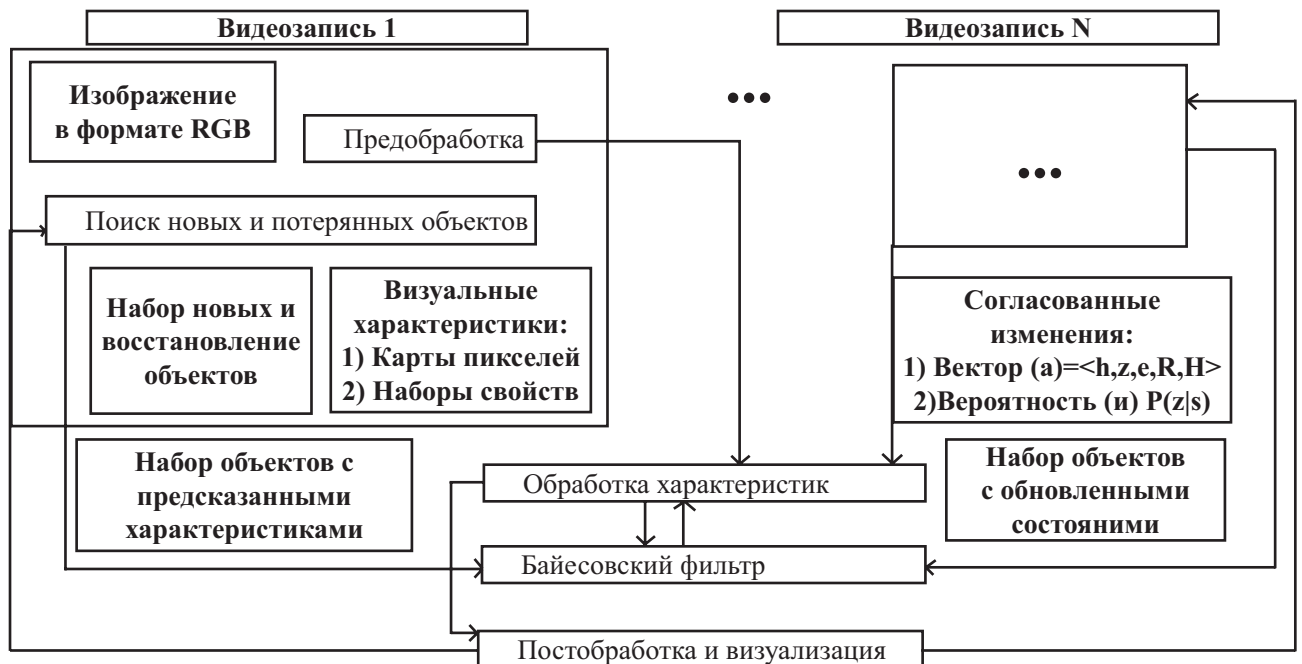 Видеозапись 1
Видеозапись N
Изображение
в формате RGB
Предобработка
•••
•••
Поиск новых и потерянных объектов
Набор новых и
восстановление
объектов
Визуальные
характеристики:
1) Карты пикселей
2) Наборы свойств
Согласованные
изменения:
1) Вектор (а)=<h,z,e,R,H>
2)Вероятность (и) P(z|s)
Набор объектов с
предсказанными
характеристиками
Набор объектов
с обновленными
состояними
Обработка характеристик
Байесовский фильтр
Постобработка и визуализация